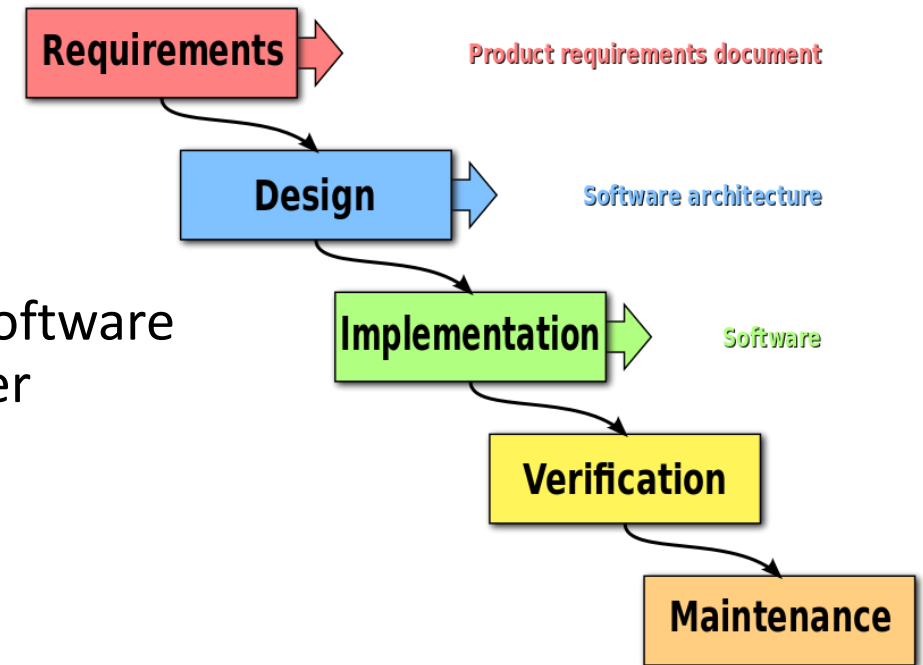 Requirements
Product requirements document
Design
Software architecture
oftware
er
Implementation
Software
Verification
Maintenance